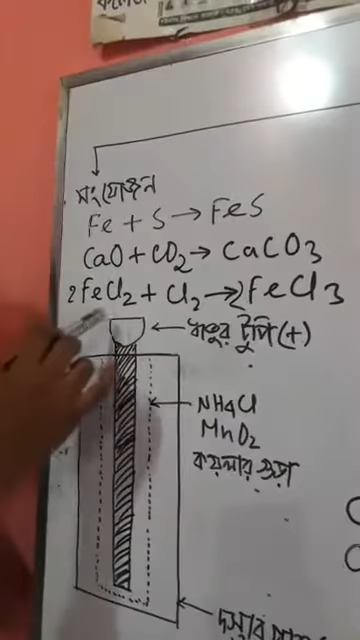 সংযোজন
Fe + S → FeS
CaO + CO₂ → CaCO₃
2FeCl₂ + Cl₂ → 2FeCl₃
ধাতুর টুপি (+)
NH₄Cl
MnO₂
কয়লার গুড়া
দস্তার